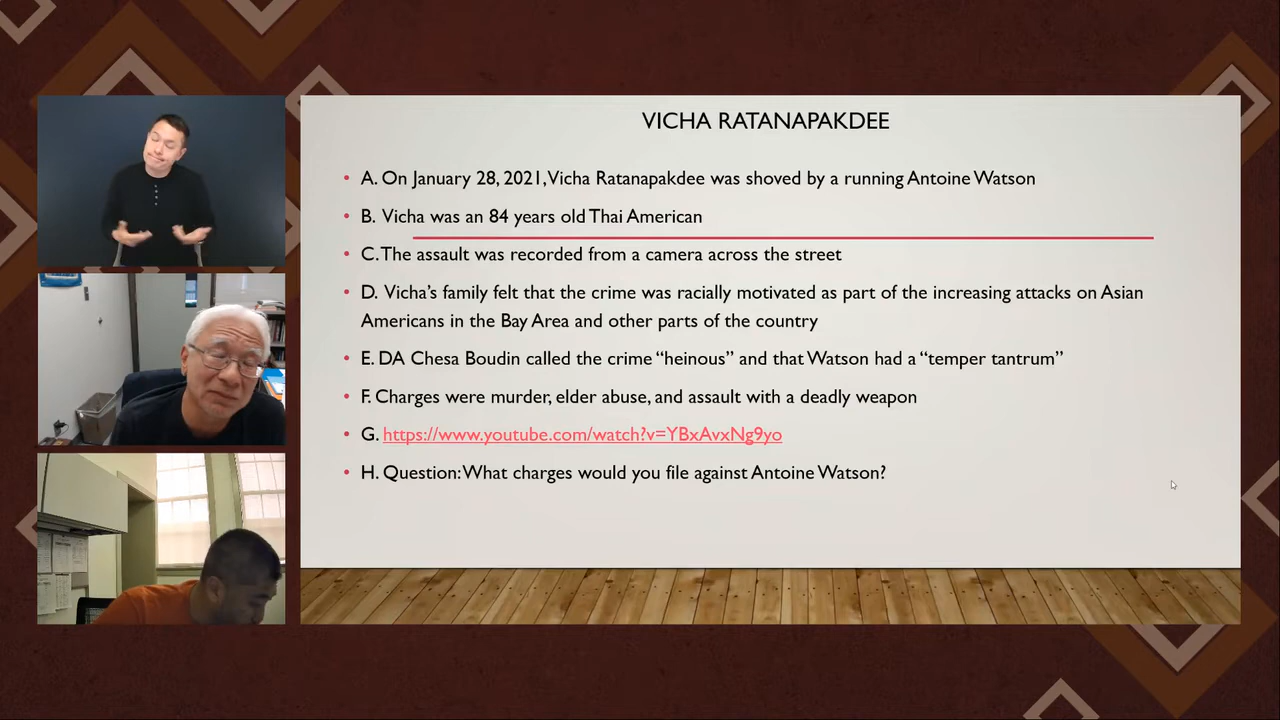 VICHA RATANAPAKDEE
A. On January 28, 2021, Vicha Ratanapakdee was shoved by a running Antoine Watson
B. Vicha was an 84 years old Thai American
C. The assault was recorded from a camera across the street
D. Vicha's family felt that the crime was racially motivated as part of the increasing attacks on Asian
Americans in the Bay Area and other parts of the country
E. DA Chesa Boudin called the crime “heinous” and that Watson had a “temper tantrum”
F. Charges were murder, elder abuse, and assault with a deadly weapon
G. https://www.youtube.com/watch?v=YBxAvxNg9yo
H. Question: What charges would you file against Antoine Watson?